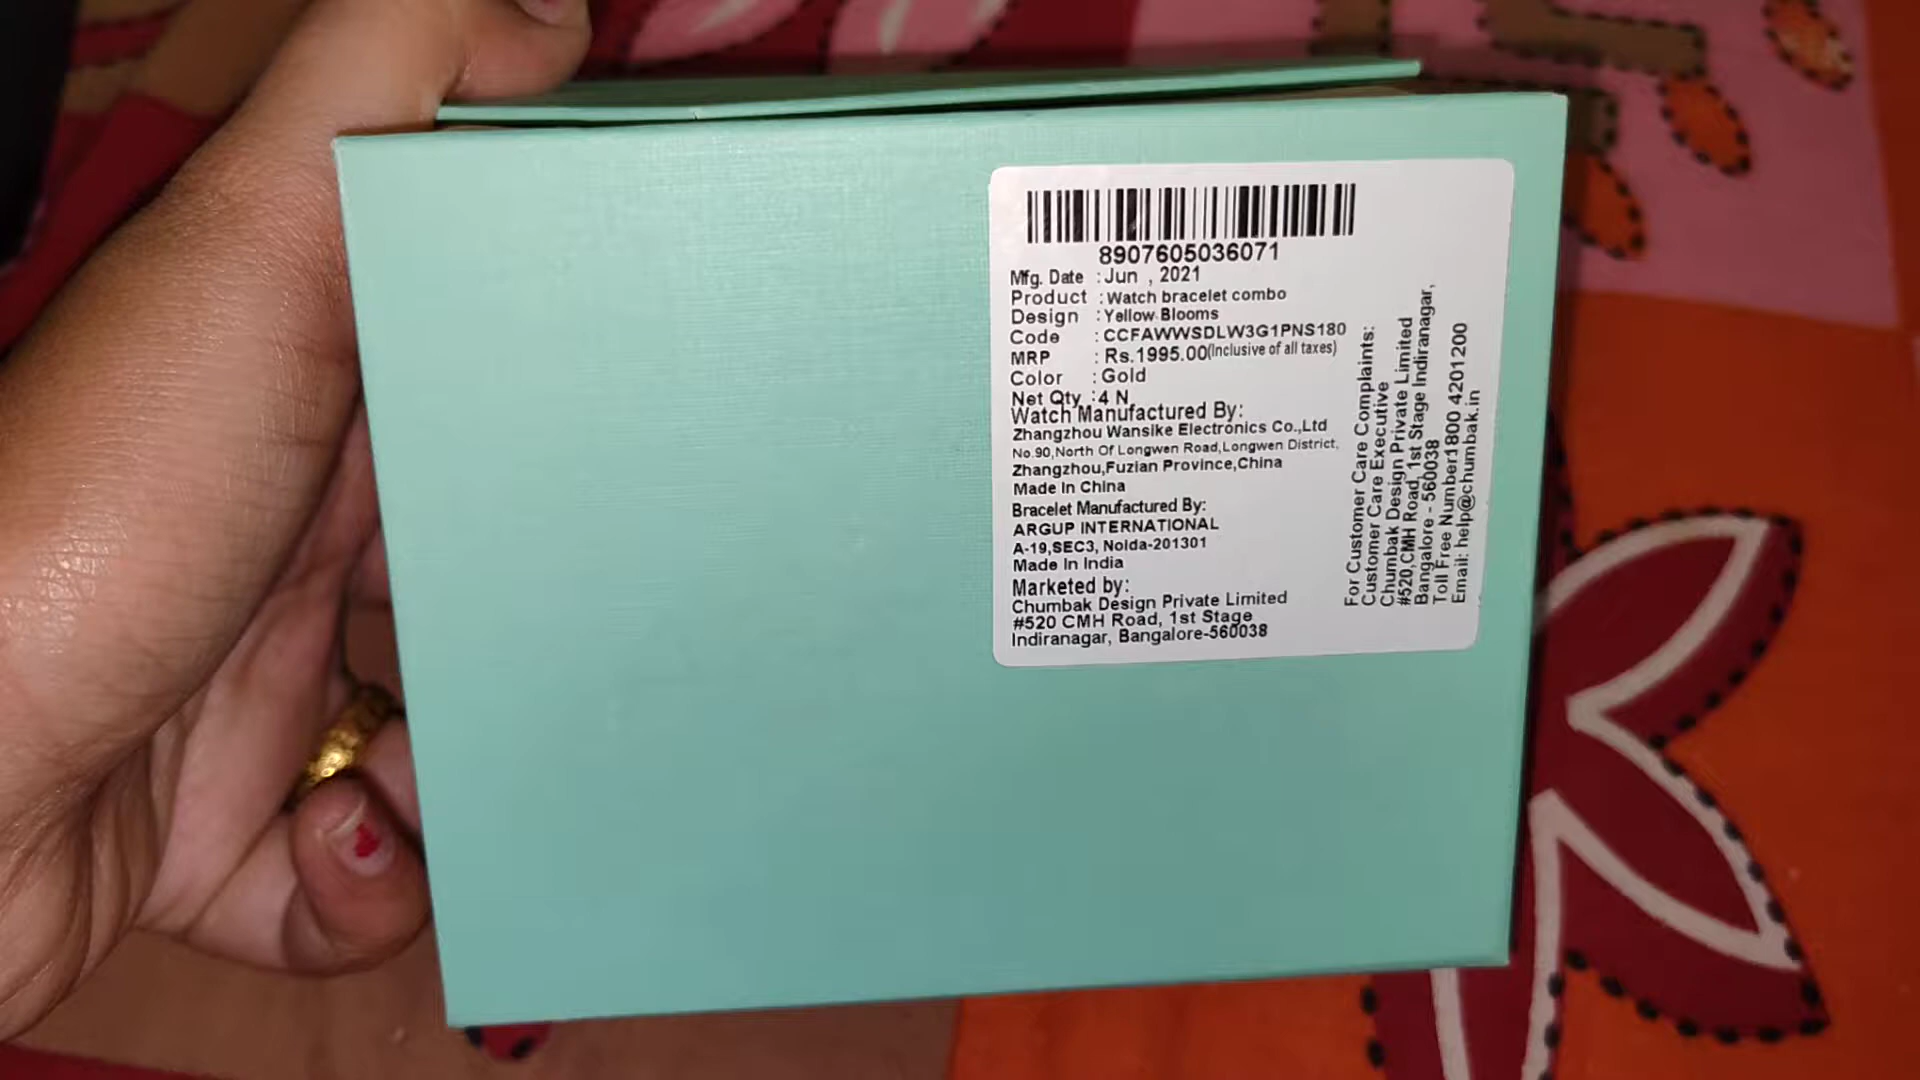 8907605036071
Mfg. Date : Jun , 2021
Product : Watch bracelet combo
Design : Yellow Blooms
Code : CCFAWWSDLW3G1PNS180
MRP : Rs.1995.00(Inclusive of all taxes)
Color : Gold
Net Qty : 4 N
Watch Manufactured By:
Zhangzhou Wansike Electronics Co.,Ltd
No.90,North Of Longwen Road,Longwen District,
Zhangzhou,Fuzian Province,China
Made In China
Bracelet Manufactured By:
ARGUP INTERNATIONAL
A-19,SEC3, Noida-201301
Made In India
Marketed by:
Chumbak Design Private Limited
#520 CMH Road, 1st Stage
Indiranagar, Bangalore-560038
For Customer Care Complaints:
Customer Care Executive
Chumbak Design Private Limited
#520,CMH Road, 1st Stage Indiranagar,
Bangalore - 560038
Toll Free Number1800 4201200
Email: help@chumbak.in